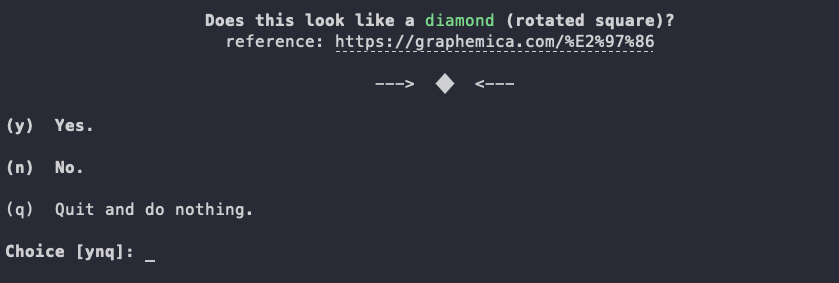 Does this look like a diamond (rotated square)?
reference: https://graphemica.com/%E2%97%86
---> ◆ <---
(y) Yes.
(n) No.
(q) Quit and do nothing.
Choice [ynq]: _